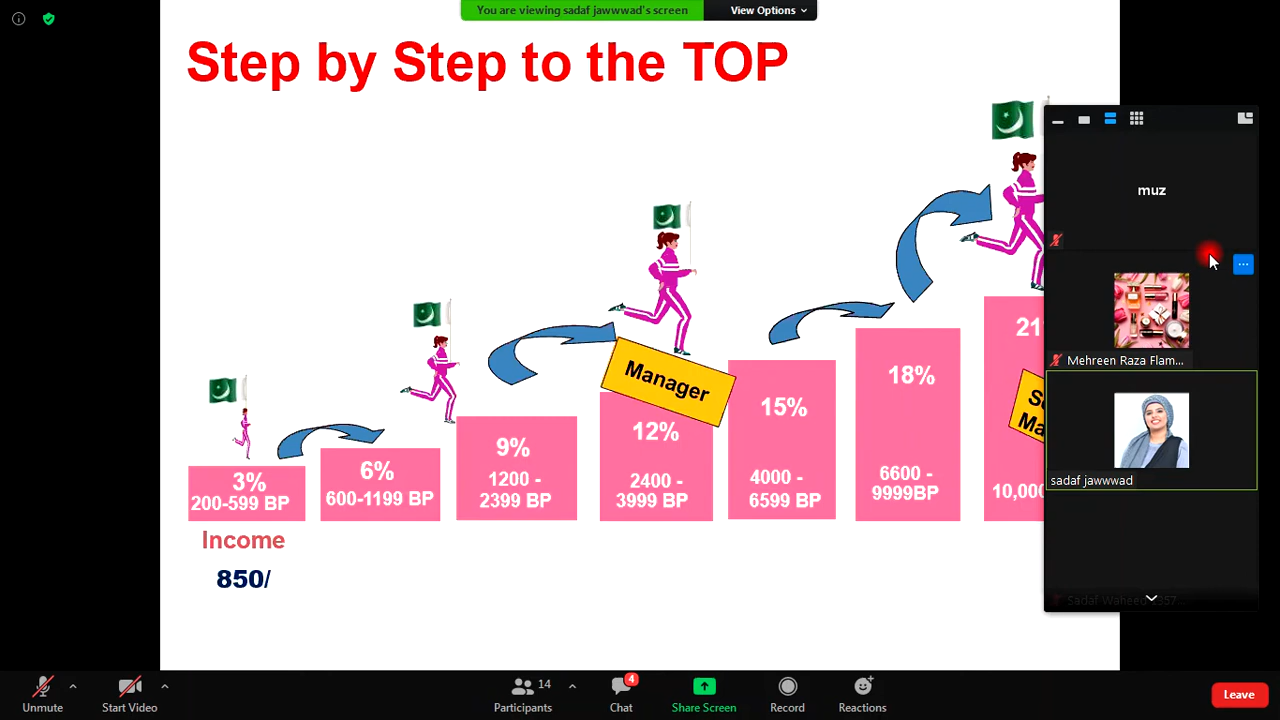 You are viewing sadaf jawwwad's screen
View Options
Step by Step to the TOP
muz
Mehreen Raza Flam...
sadaf jawwwad
Manager
3%
200-599 BP
6%
600-1199 BP
9%
1200 -
2399 BP
12%
2400 -
3999 BP
15%
4000 -
6599 BP
18%
6600 -
9999BP
21
10,000
Income
850/
Unmute
Start Video
14
Participants
4
Chat
Share Screen
Record
Reactions
Leave